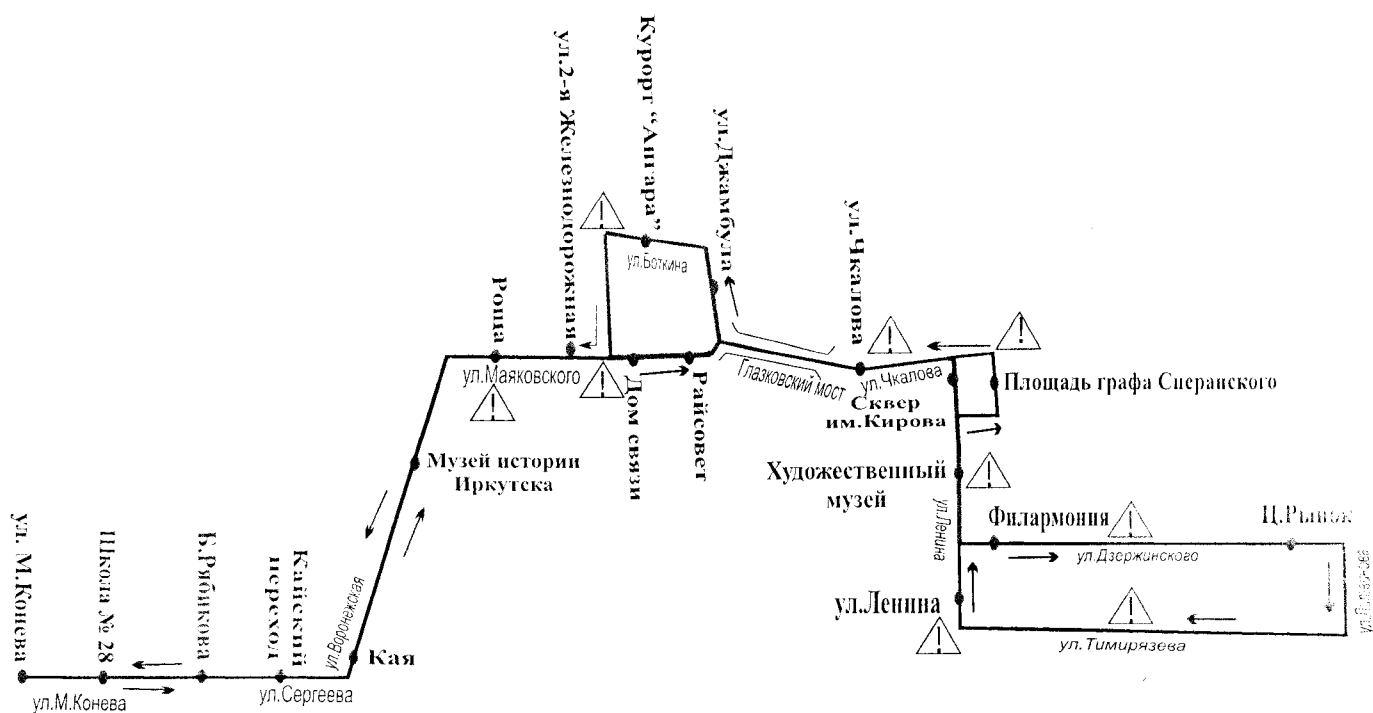 ул.2-я Железнодорожная
Курорт "Ангара"
ул.Джамбула
ул.Чкалова
ул.Боткина
Роща
ул.Маяковского
Дом связи
Райсовет
Глазковский мост
ул.Чкалова
Сквер
им.Кирова
Площадь графа Сперанского
Музей истории
Иркутска
Художественный
музей
ул.Ленина
Филармония
Ц.Рынок
ул.Дзержинского
ул.Ленина
ул.Тимирязева
ул. М.Конева
Школа № 28
Б.Рябикова
Кайский
переход
ул.Воронежская
Кая
ул.М.Конева
ул.Сергеева